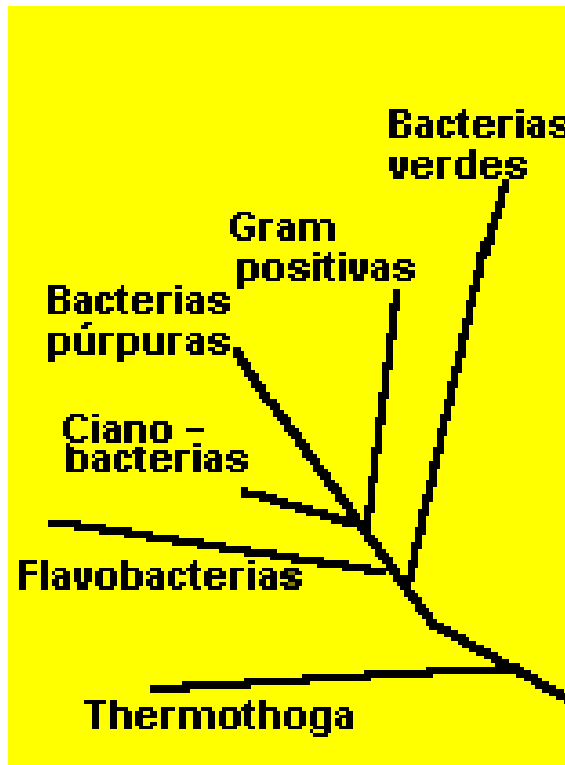 Bacterias
verdes
Gram
positivas
Bacterias
púrpuras
Ciano -
bacterias
Flavobacterias
Thermothoga